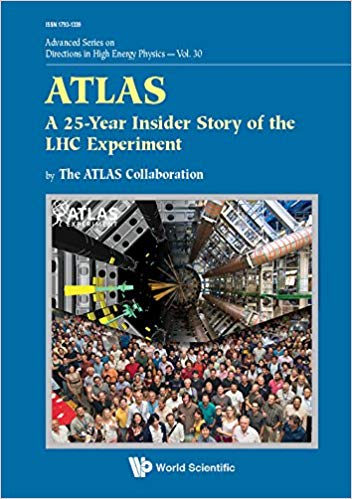 ISSN 1793-1339
Advanced Series on
Directions in High Energy Physics — Vol. 30
ATLAS
A 25-Year Insider Story of the
LHC Experiment
by The ATLAS Collaboration
ATLAS
EXPERIMENT
World Scientific